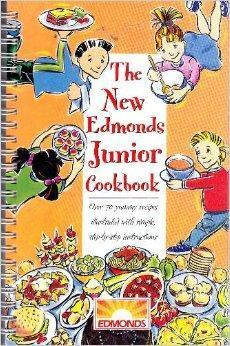 The
New
Edmonds
Junior
Cookbook
Over 70 yummy recipes
illustrated with simple,
step-by-step instructions
EDMONDS